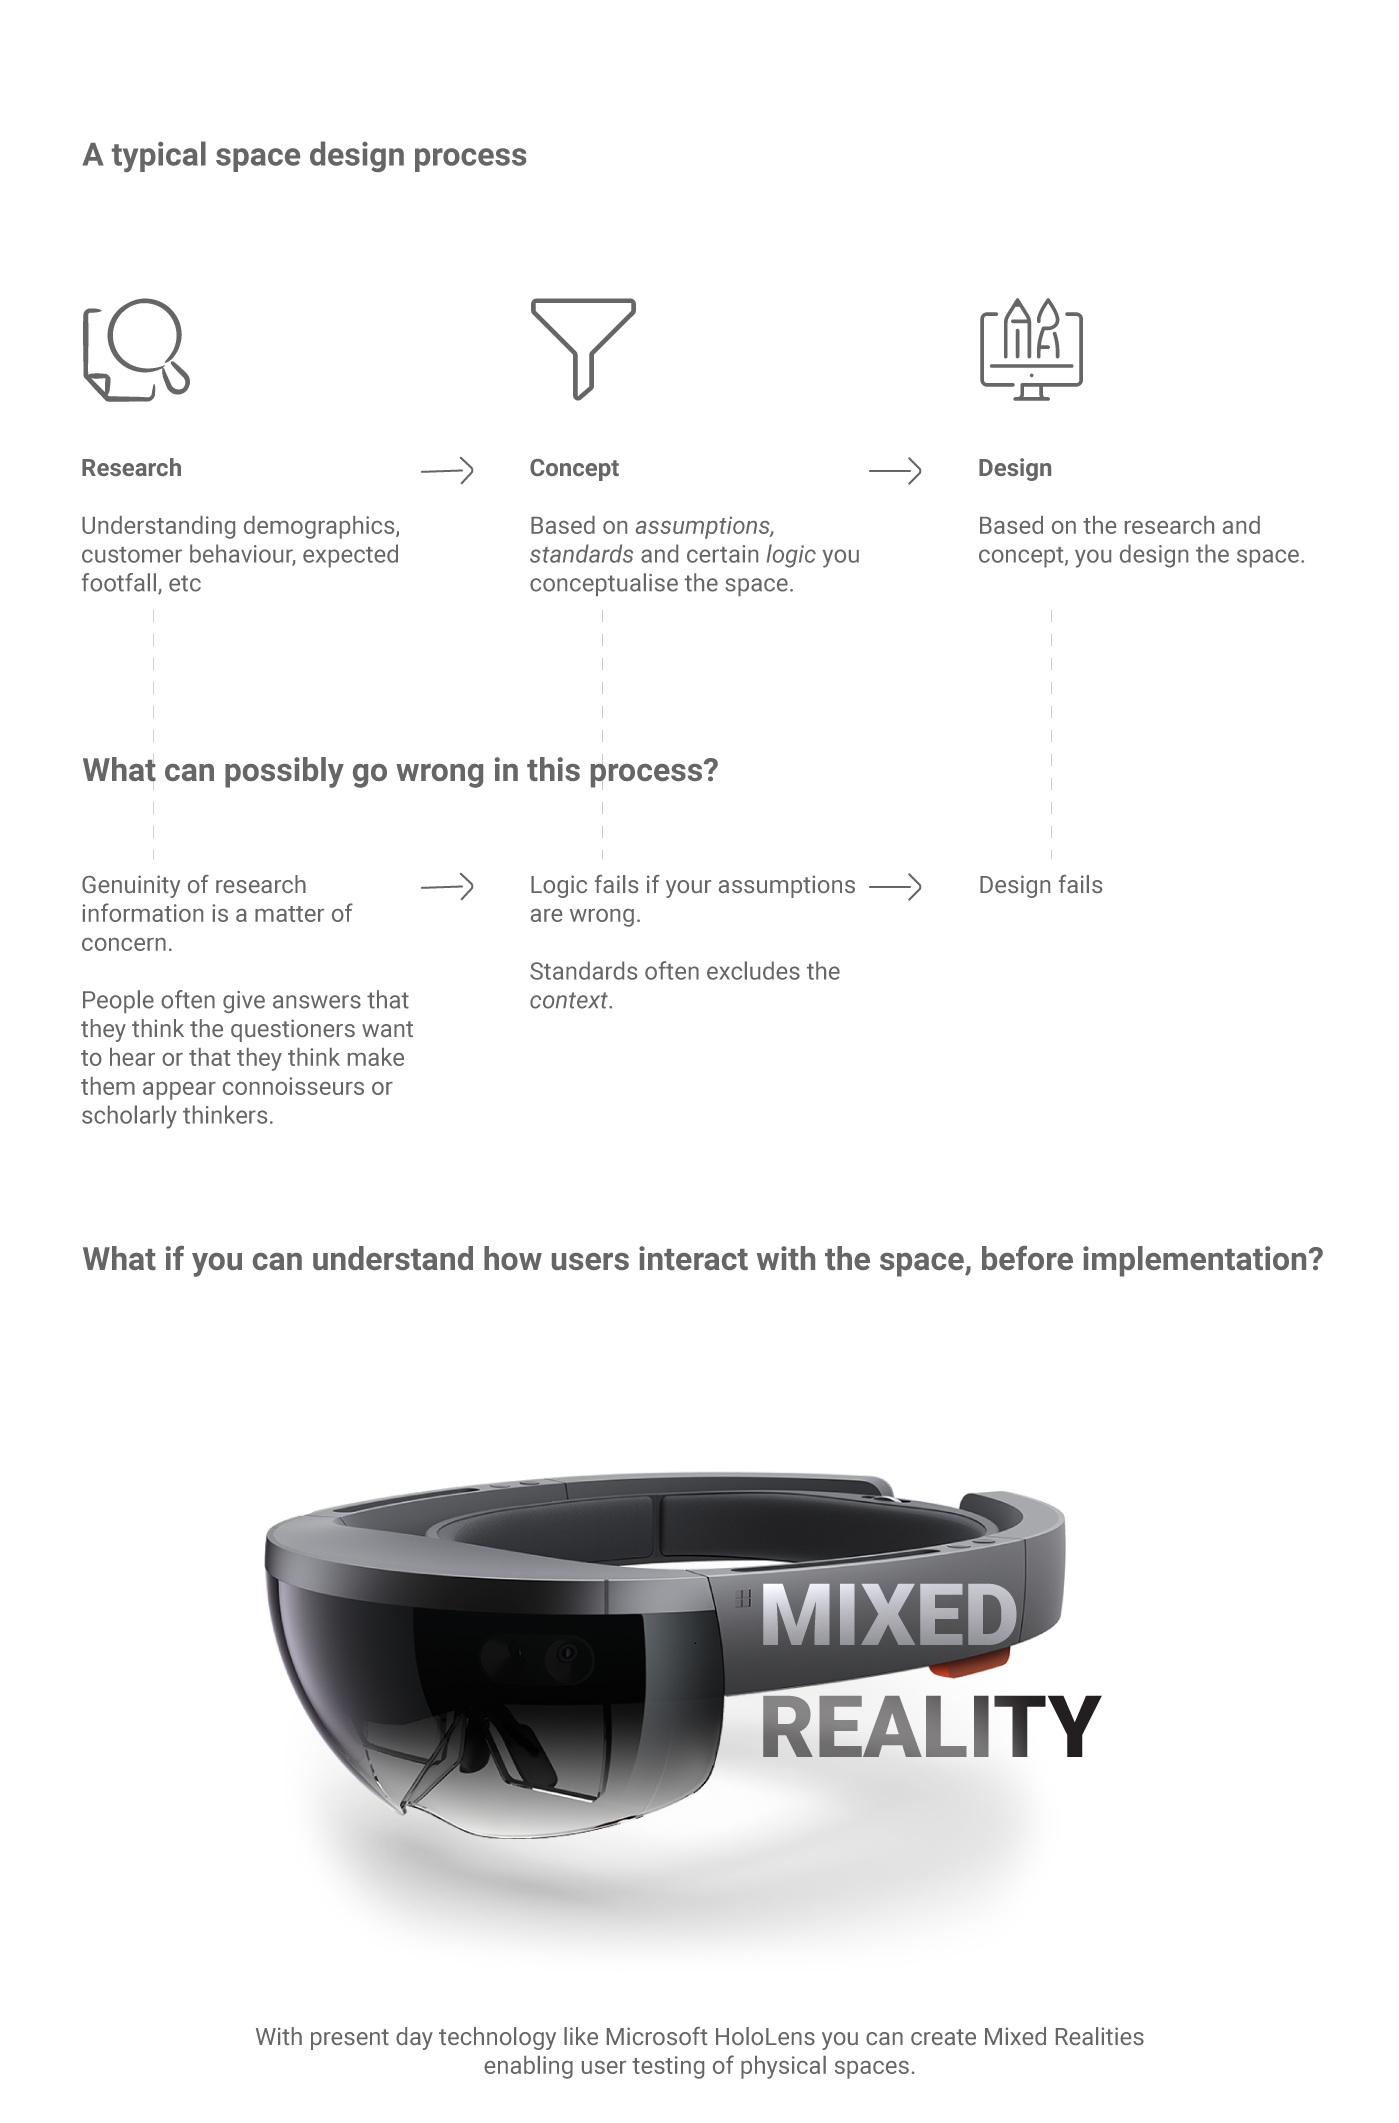 A typical space design process
Research
Understanding demographics,
customer behaviour, expected
footfall, etc
Concept
Based on assumptions,
standards and certain logic you
conceptualise the space.
Design
Based on the research and
concept, you design the space.
What can possibly go wrong in this process?
Genuinity of research
information is a matter of
concern.
People often give answers that
they think the questioners want
to hear or that they think make
them appear connoisseurs or
scholarly thinkers.
Logic fails if your assumptions
are wrong.
Standards often excludes the
context.
Design fails
What if you can understand how users interact with the space, before implementation?
MIXED
REALITY
With present day technology like Microsoft HoloLens you can create Mixed Realities
enabling user testing of physical spaces.